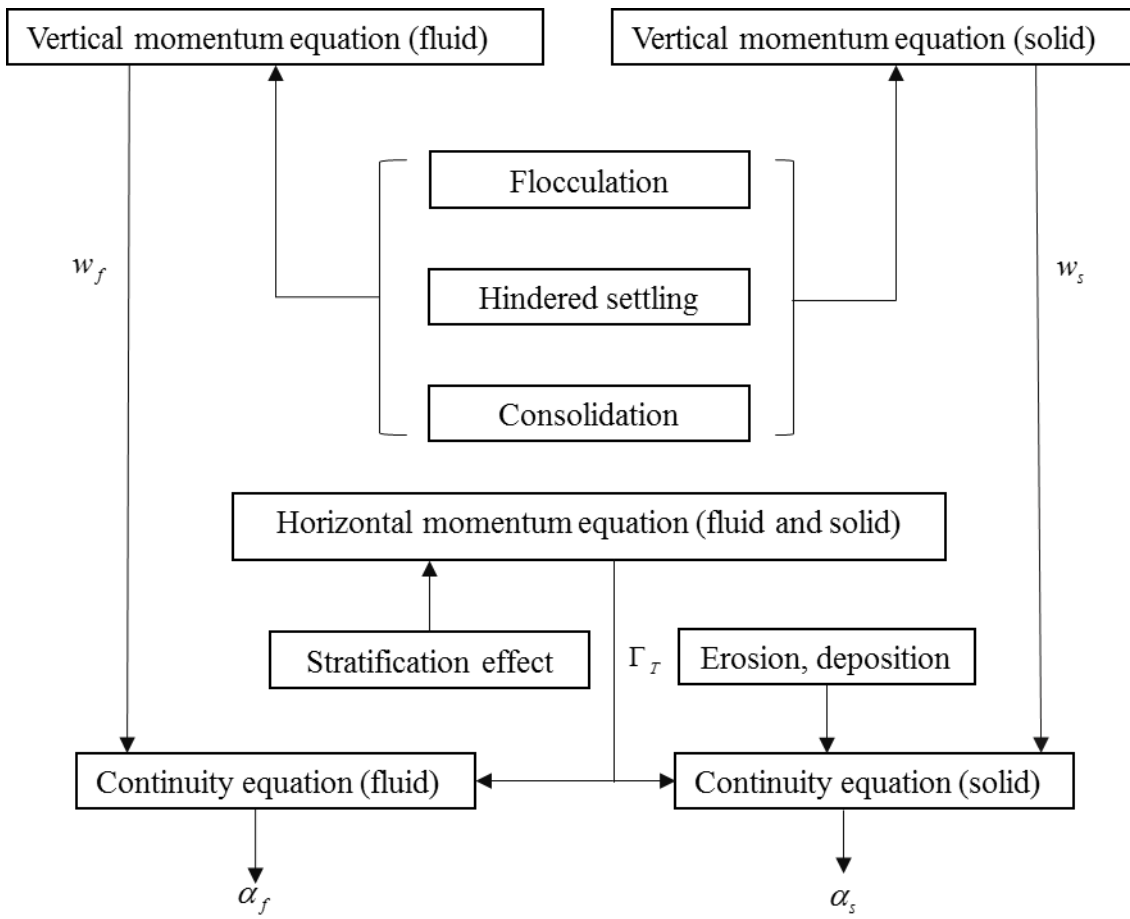 Vertical momentum equation (fluid)
Vertical momentum equation (solid)
Flocculation
w_f
Hindered settling
w_s
Consolidation
Horizontal momentum equation (fluid and solid)
Stratification effect
Γ_T
Erosion, deposition
Continuity equation (fluid)
Continuity equation (solid)
α_f
α_s